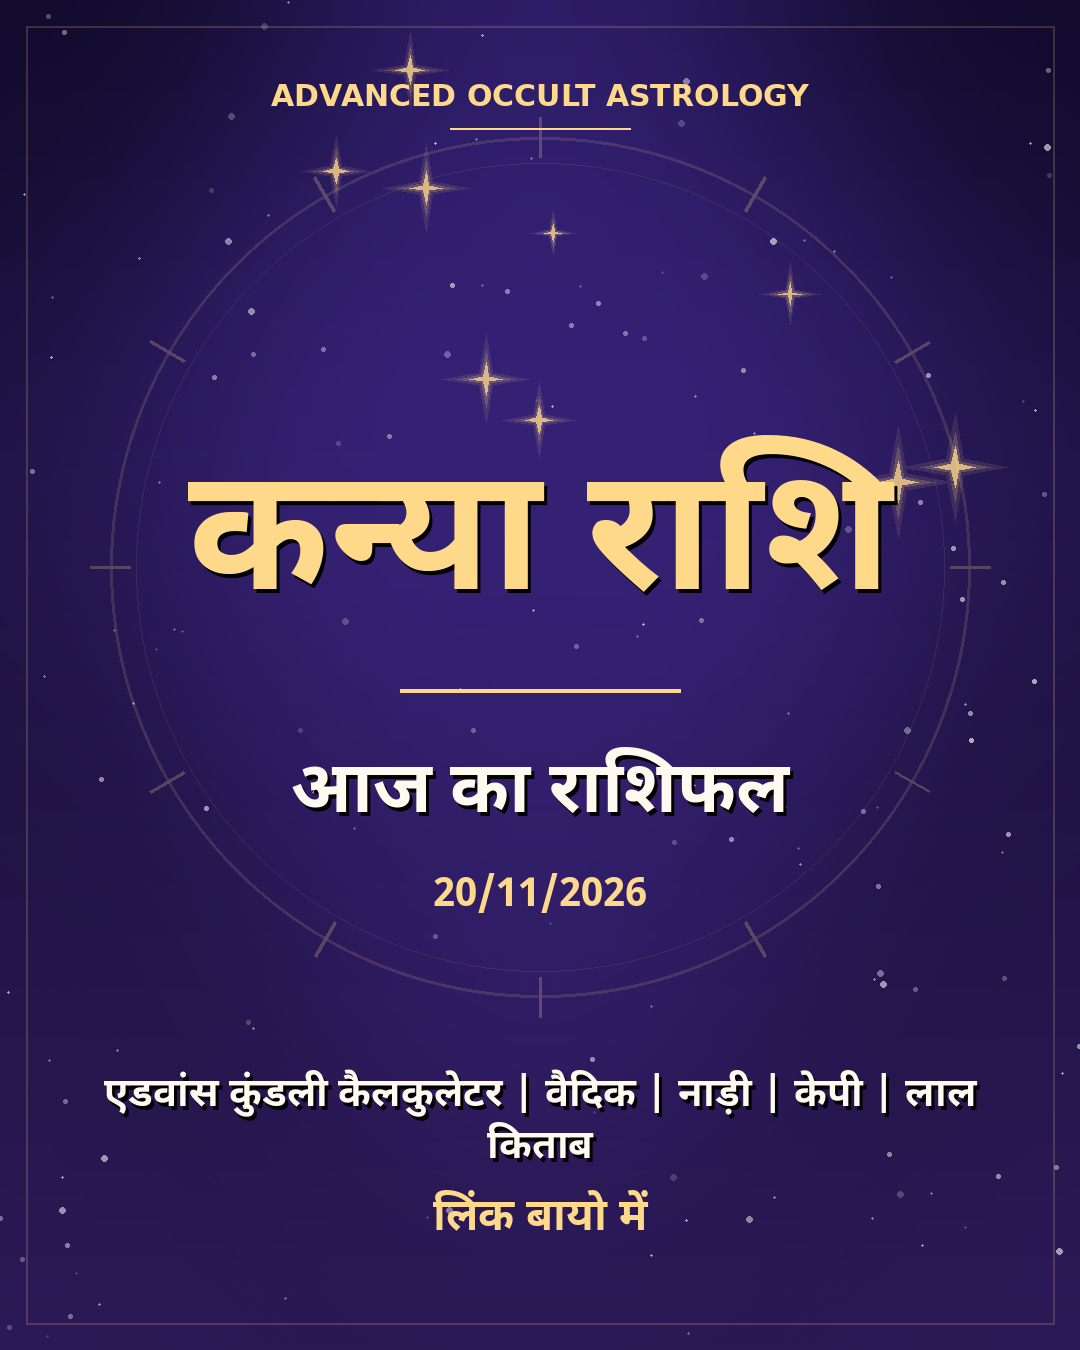 ADVANCED OCCULT ASTROLOGY
कन्या राशि
आज का राशिफल
20/11/2026
एडवांस कुंडली कैलकुलेटर | वैदिक | नाड़ी | केपी | लाल
किताब
लिंक बायो में